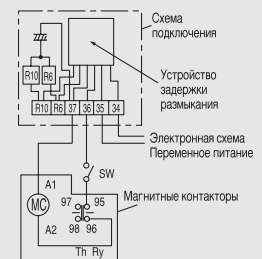 Схема
подключения
R10 R6
Устройство
задержки
размыкания
R10 R6 37 36 35 34
Электронная схема
Переменное питание
SW
A1
97 95
Магнитные контакторы
MC
A2
98 96
Th Ry